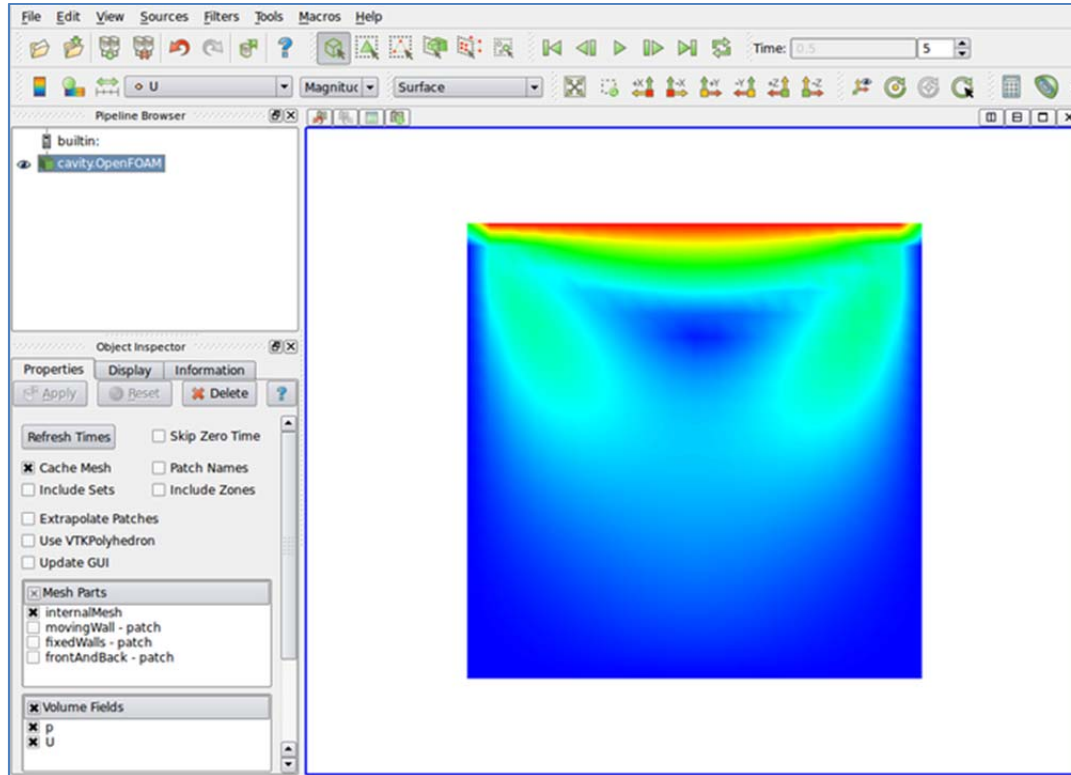 File Edit View Sources Filters Tools Macros Help
Time: 0.5 5
U Magnituc Surface +X -X +Y -Y +Z -Z
Pipeline Browser
builtin:
cavity.OpenFOAM
Object Inspector
Properties Display Information
Apply Reset Delete ?
Refresh Times Skip Zero Time
Cache Mesh Patch Names
Include Sets Include Zones
Extrapolate Patches
Use VTKPolyhedron
Update GUI
Mesh Parts
internalMesh
movingWall - patch
fixedWalls - patch
frontAndBack - patch
Volume Fields
p
U